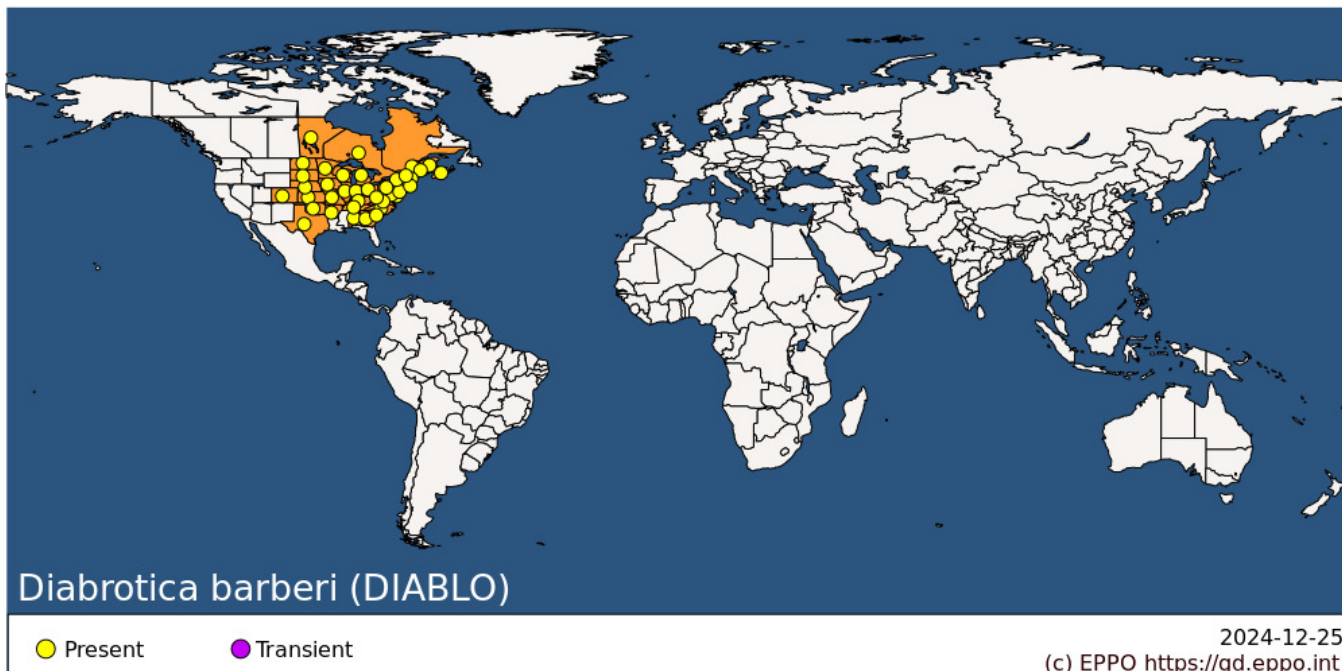 Diabrotica barberi (DIABLO)
Present
Transient
2024-12-25
(c) EPPO https://gd.eppo.int